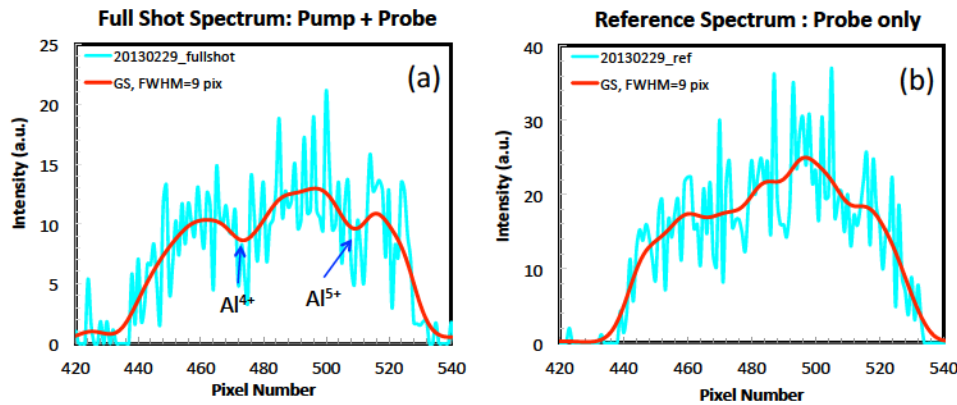 Full Shot Spectrum: Pump + Probe
25
20
15
10
5
0
Intensity (a.u.)
20130229_fullshot
GS, FWHM=9 pix
(a)
Al4+
Al5+
420 440 460 480 500 520 540
Pixel Number
Reference Spectrum : Probe only
40
30
20
10
0
Intensity (a.u.)
20130229_ref
GS, FWHM=9 pix
(b)
420 440 460 480 500 520 540
Pixel Number